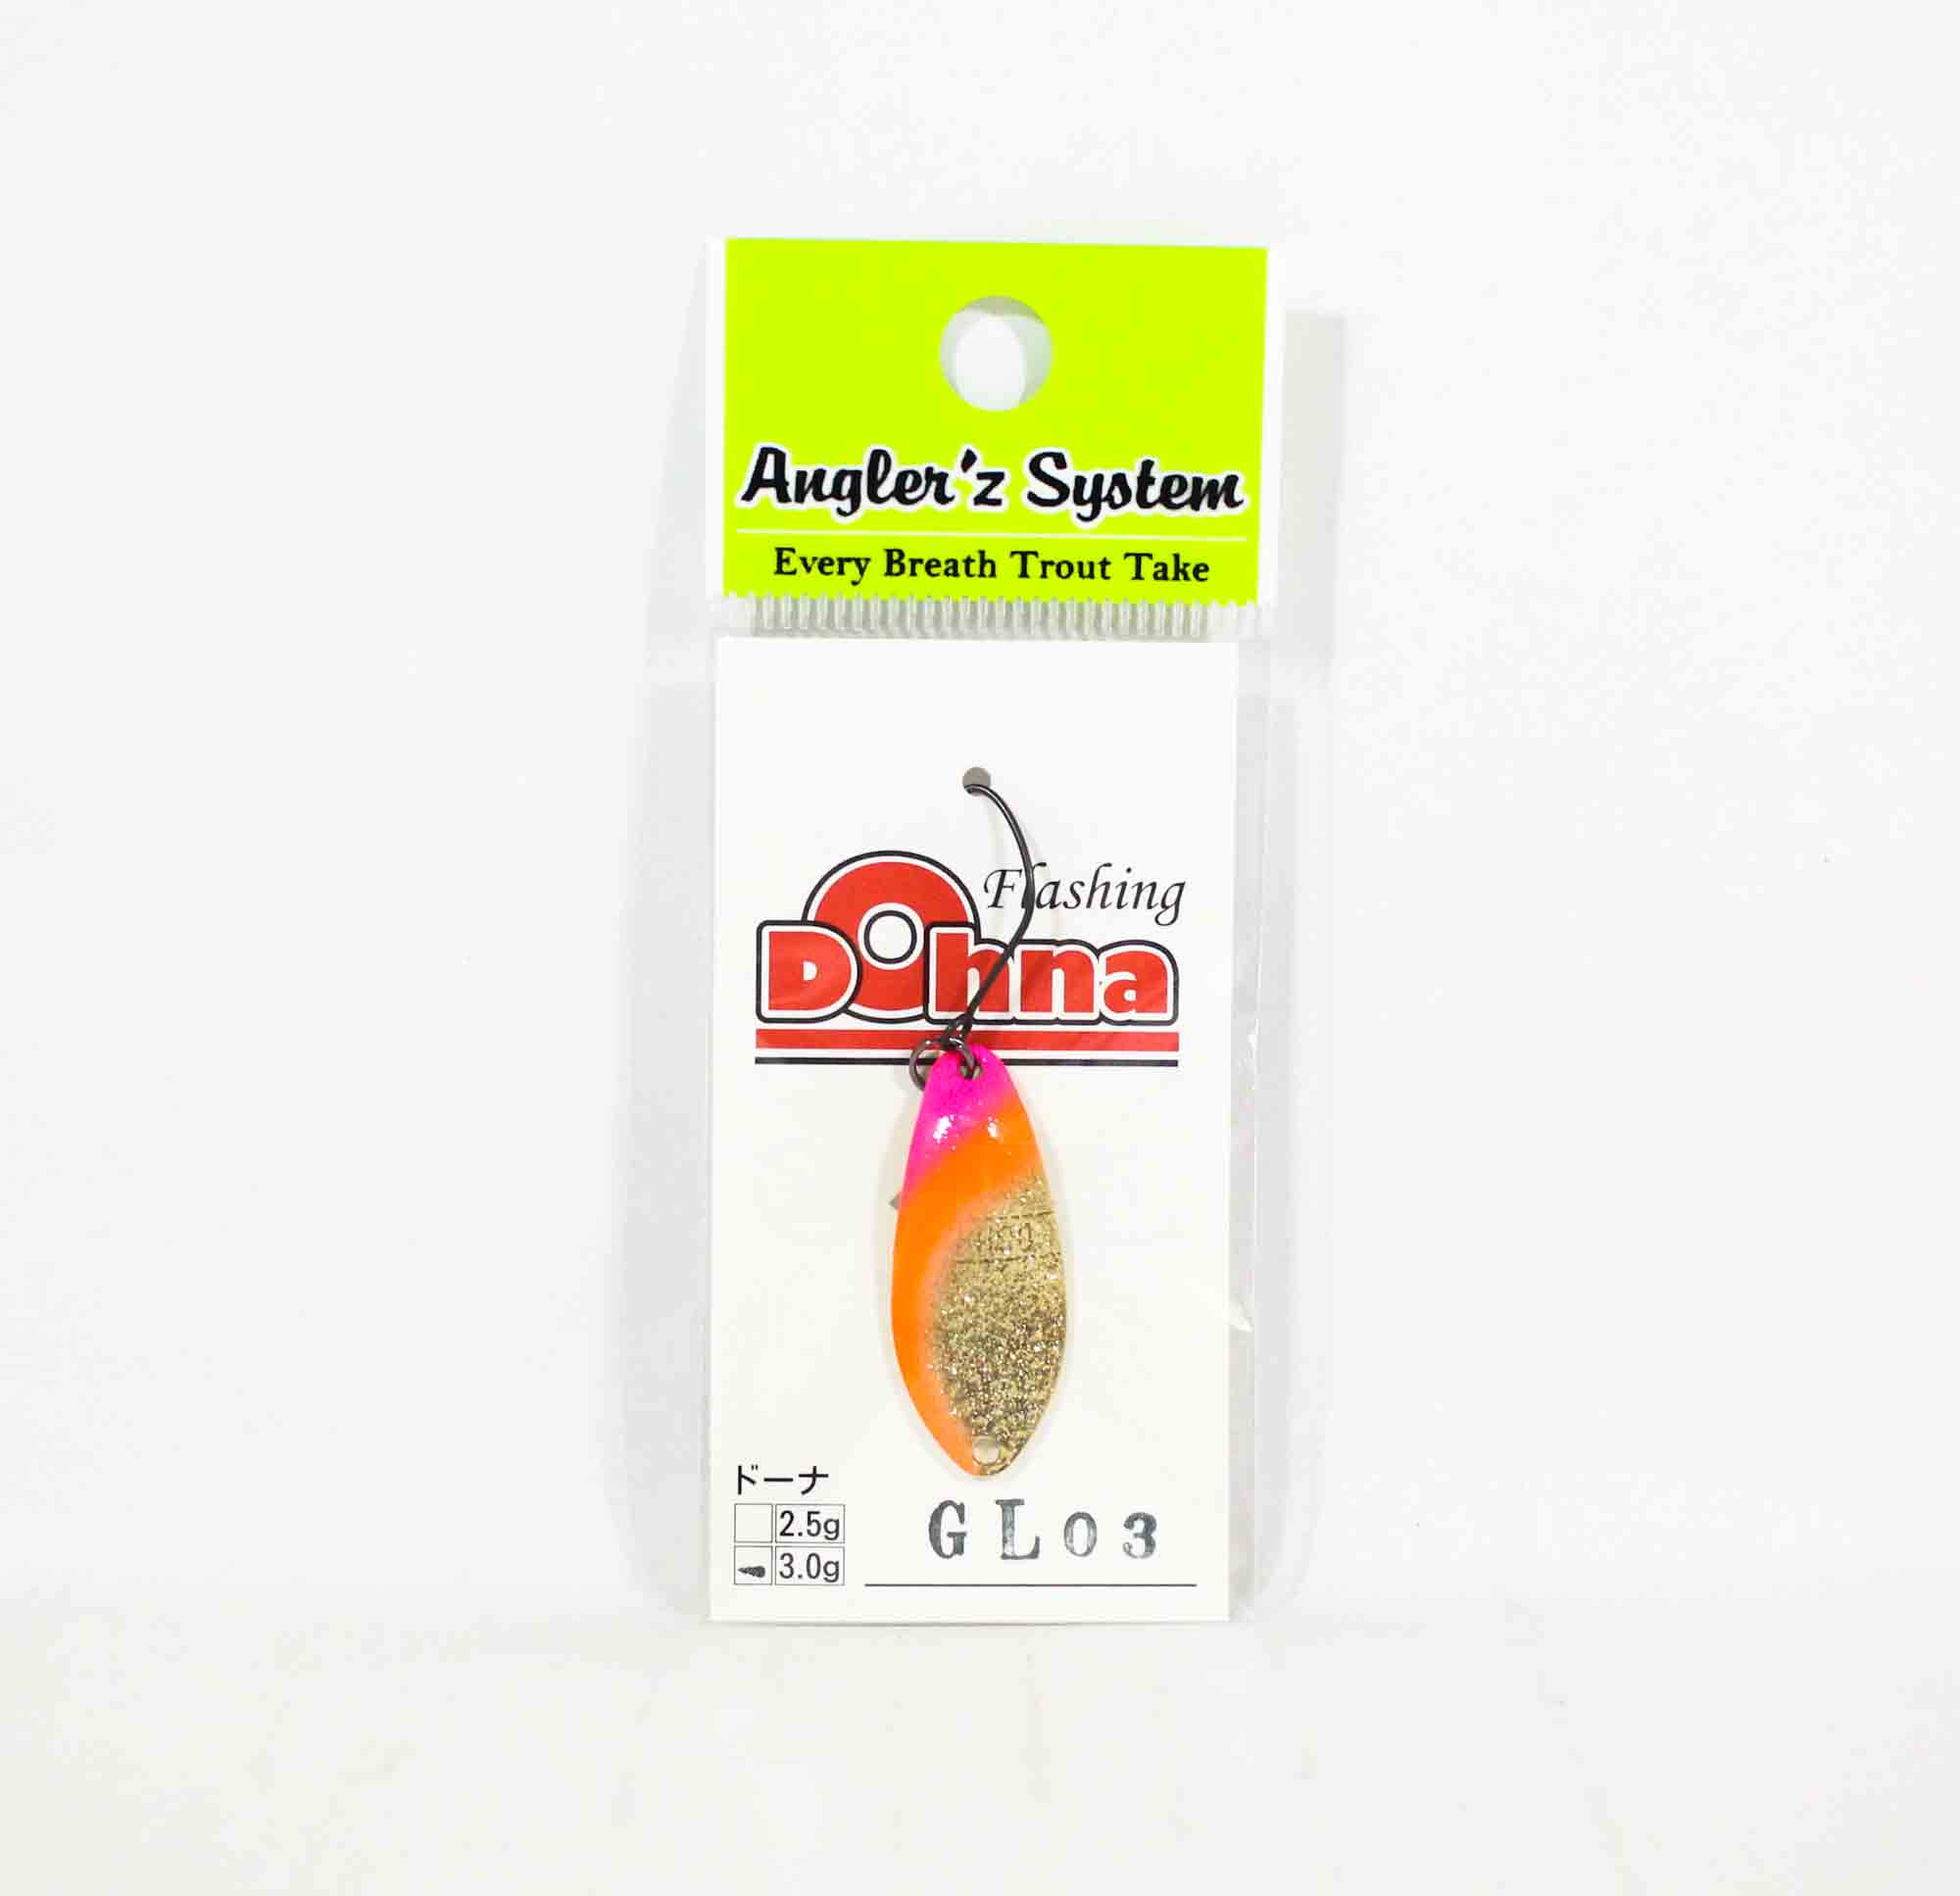 Angler'z System
Every Breath Trout Take
Flashing
DOhna
ドーナ
2.5g
3.0g
GL03